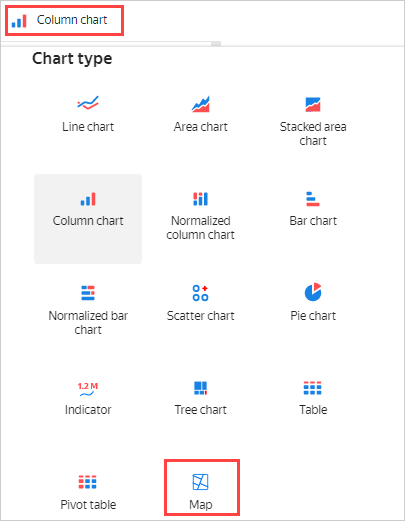 Column chart
Chart type
Line chart
Area chart
Stacked area
chart
Column chart
Normalized
column chart
Bar chart
Normalized bar
chart
Scatter chart
Pie chart
1.2 M
Indicator
Tree chart
Table
Pivot table
Map